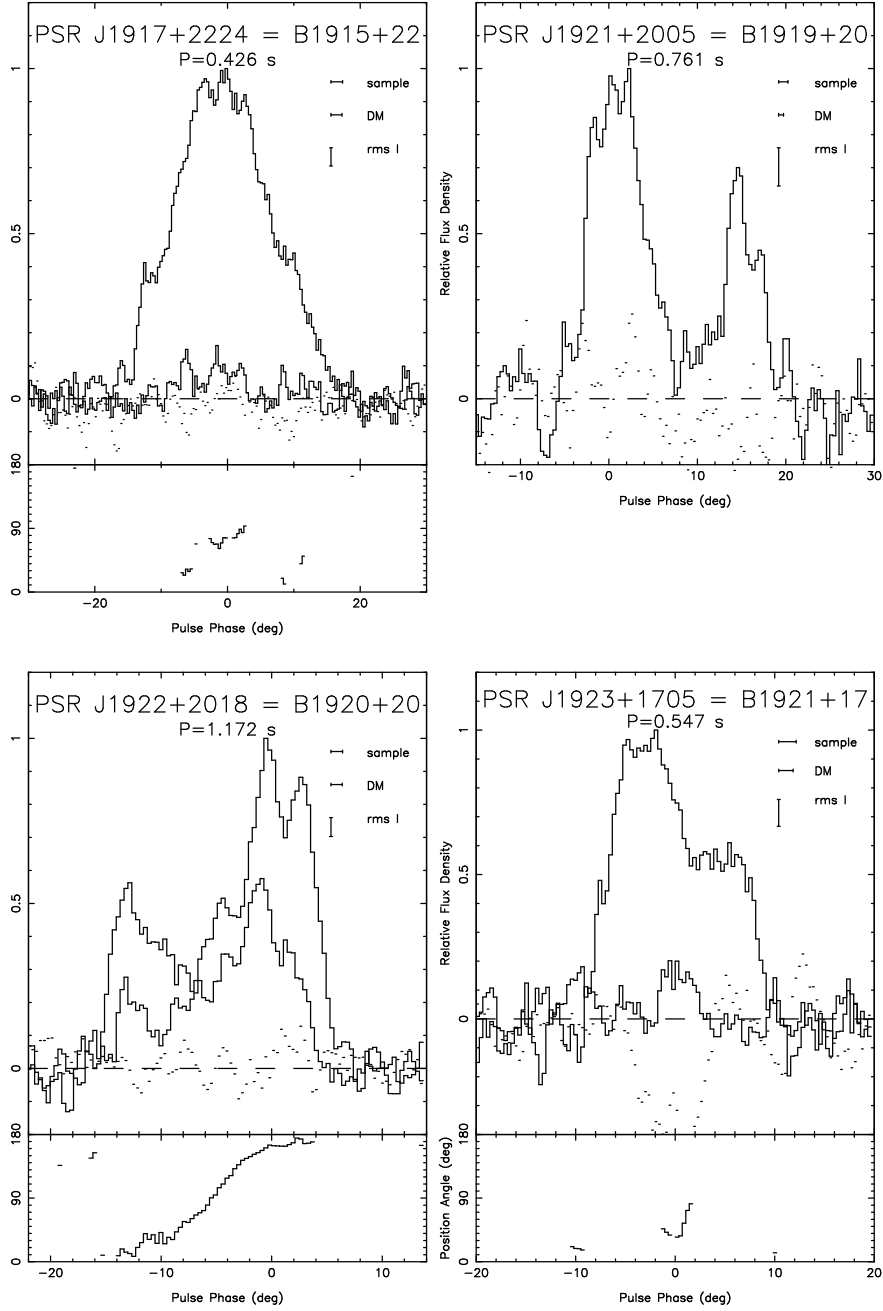 PSR J1917+2224 = B1915+22
P=0.426 s
sample
DM
rms I
1
0.5
0
180
90
0
−20
0
20
Pulse Phase (deg)
PSR J1921+2005 = B1919+20
P=0.761 s
sample
DM
rms I
1
0.5
0
Relative Flux Density
−10
0
10
20
30
Pulse Phase (deg)
PSR J1922+2018 = B1920+20
P=1.172 s
sample
DM
rms I
1
0.5
0
180
90
0
−20
−10
0
10
Pulse Phase (deg)
PSR J1923+1705 = B1921+17
P=0.547 s
sample
DM
rms I
1
0.5
0
Relative Flux Density
180
90
0
Position Angle (deg)
−20
−10
0
10
20
Pulse Phase (deg)